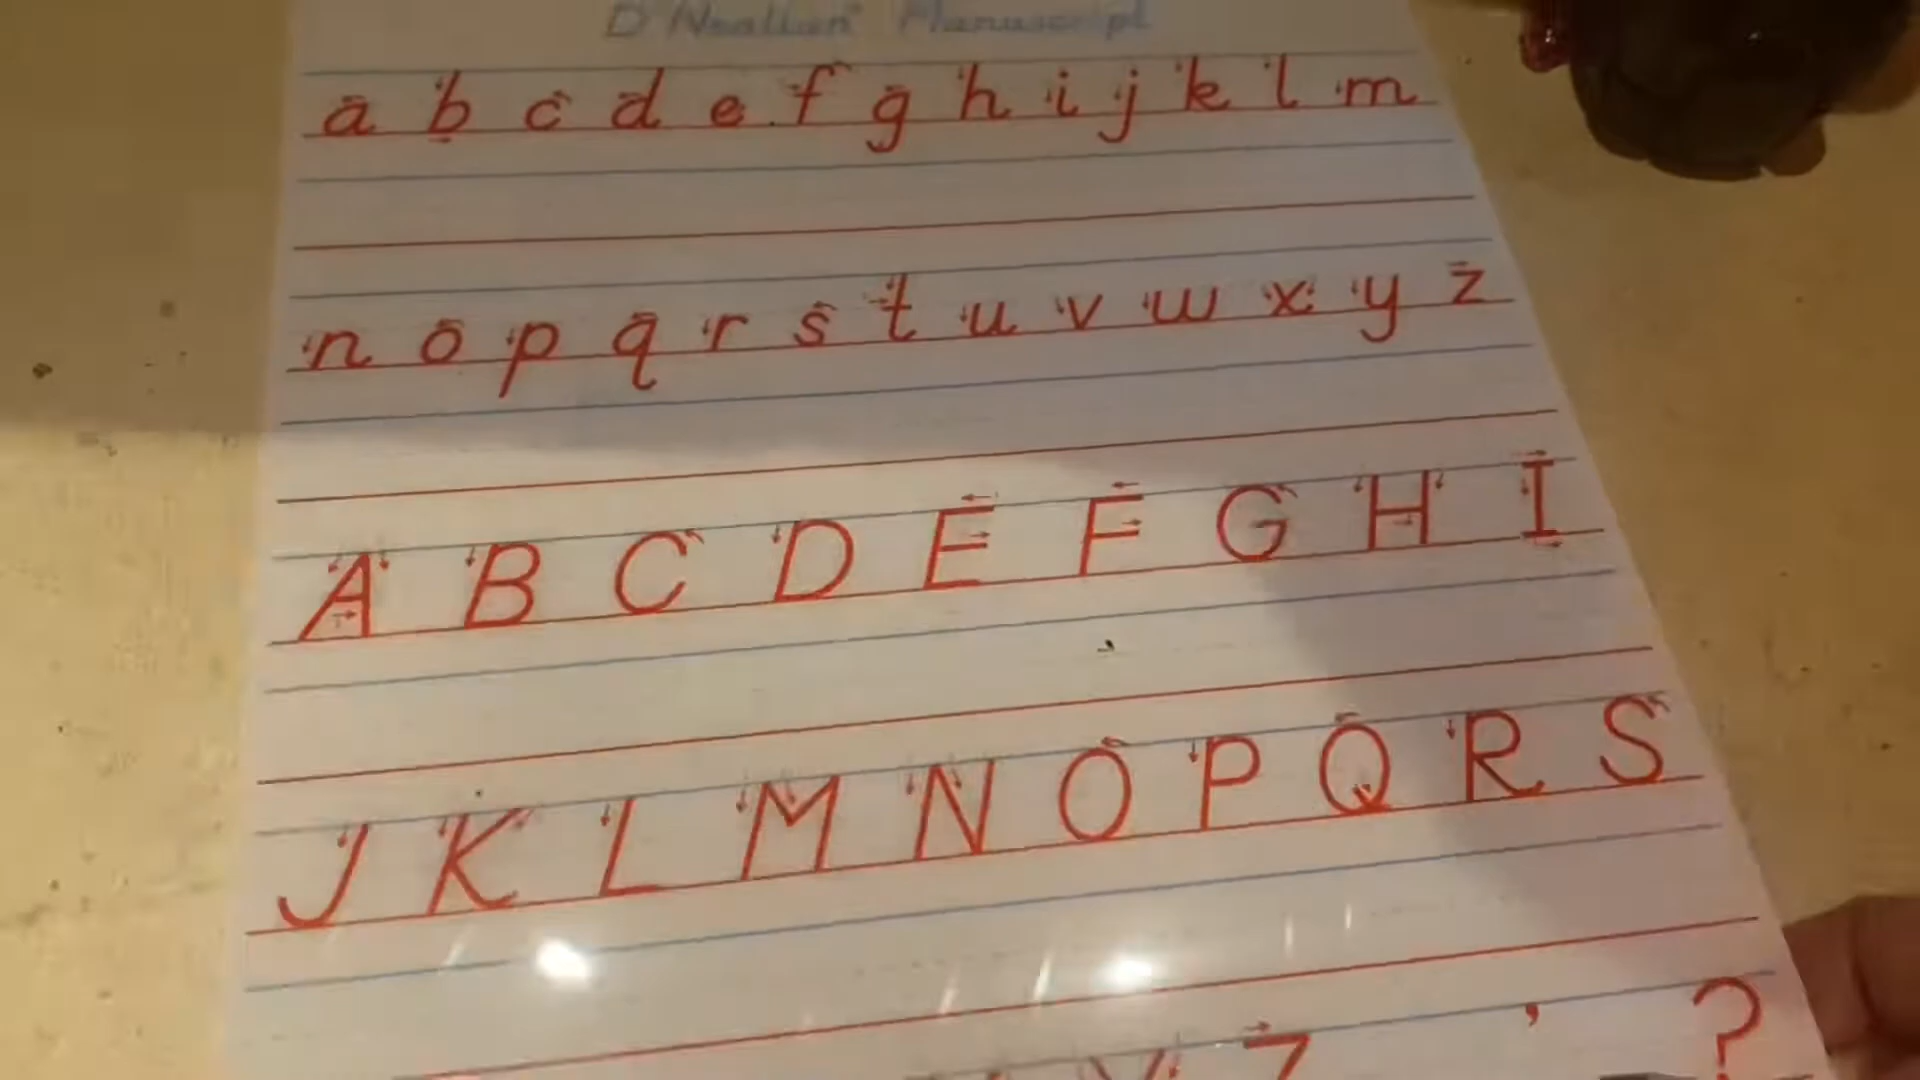 D'Nealian Manuscript
a b c d e f g h i j k l m
n o p q r s t u v w x y z
A B C D E F G H I
J K L M N O P Q R S
Y Z , ?